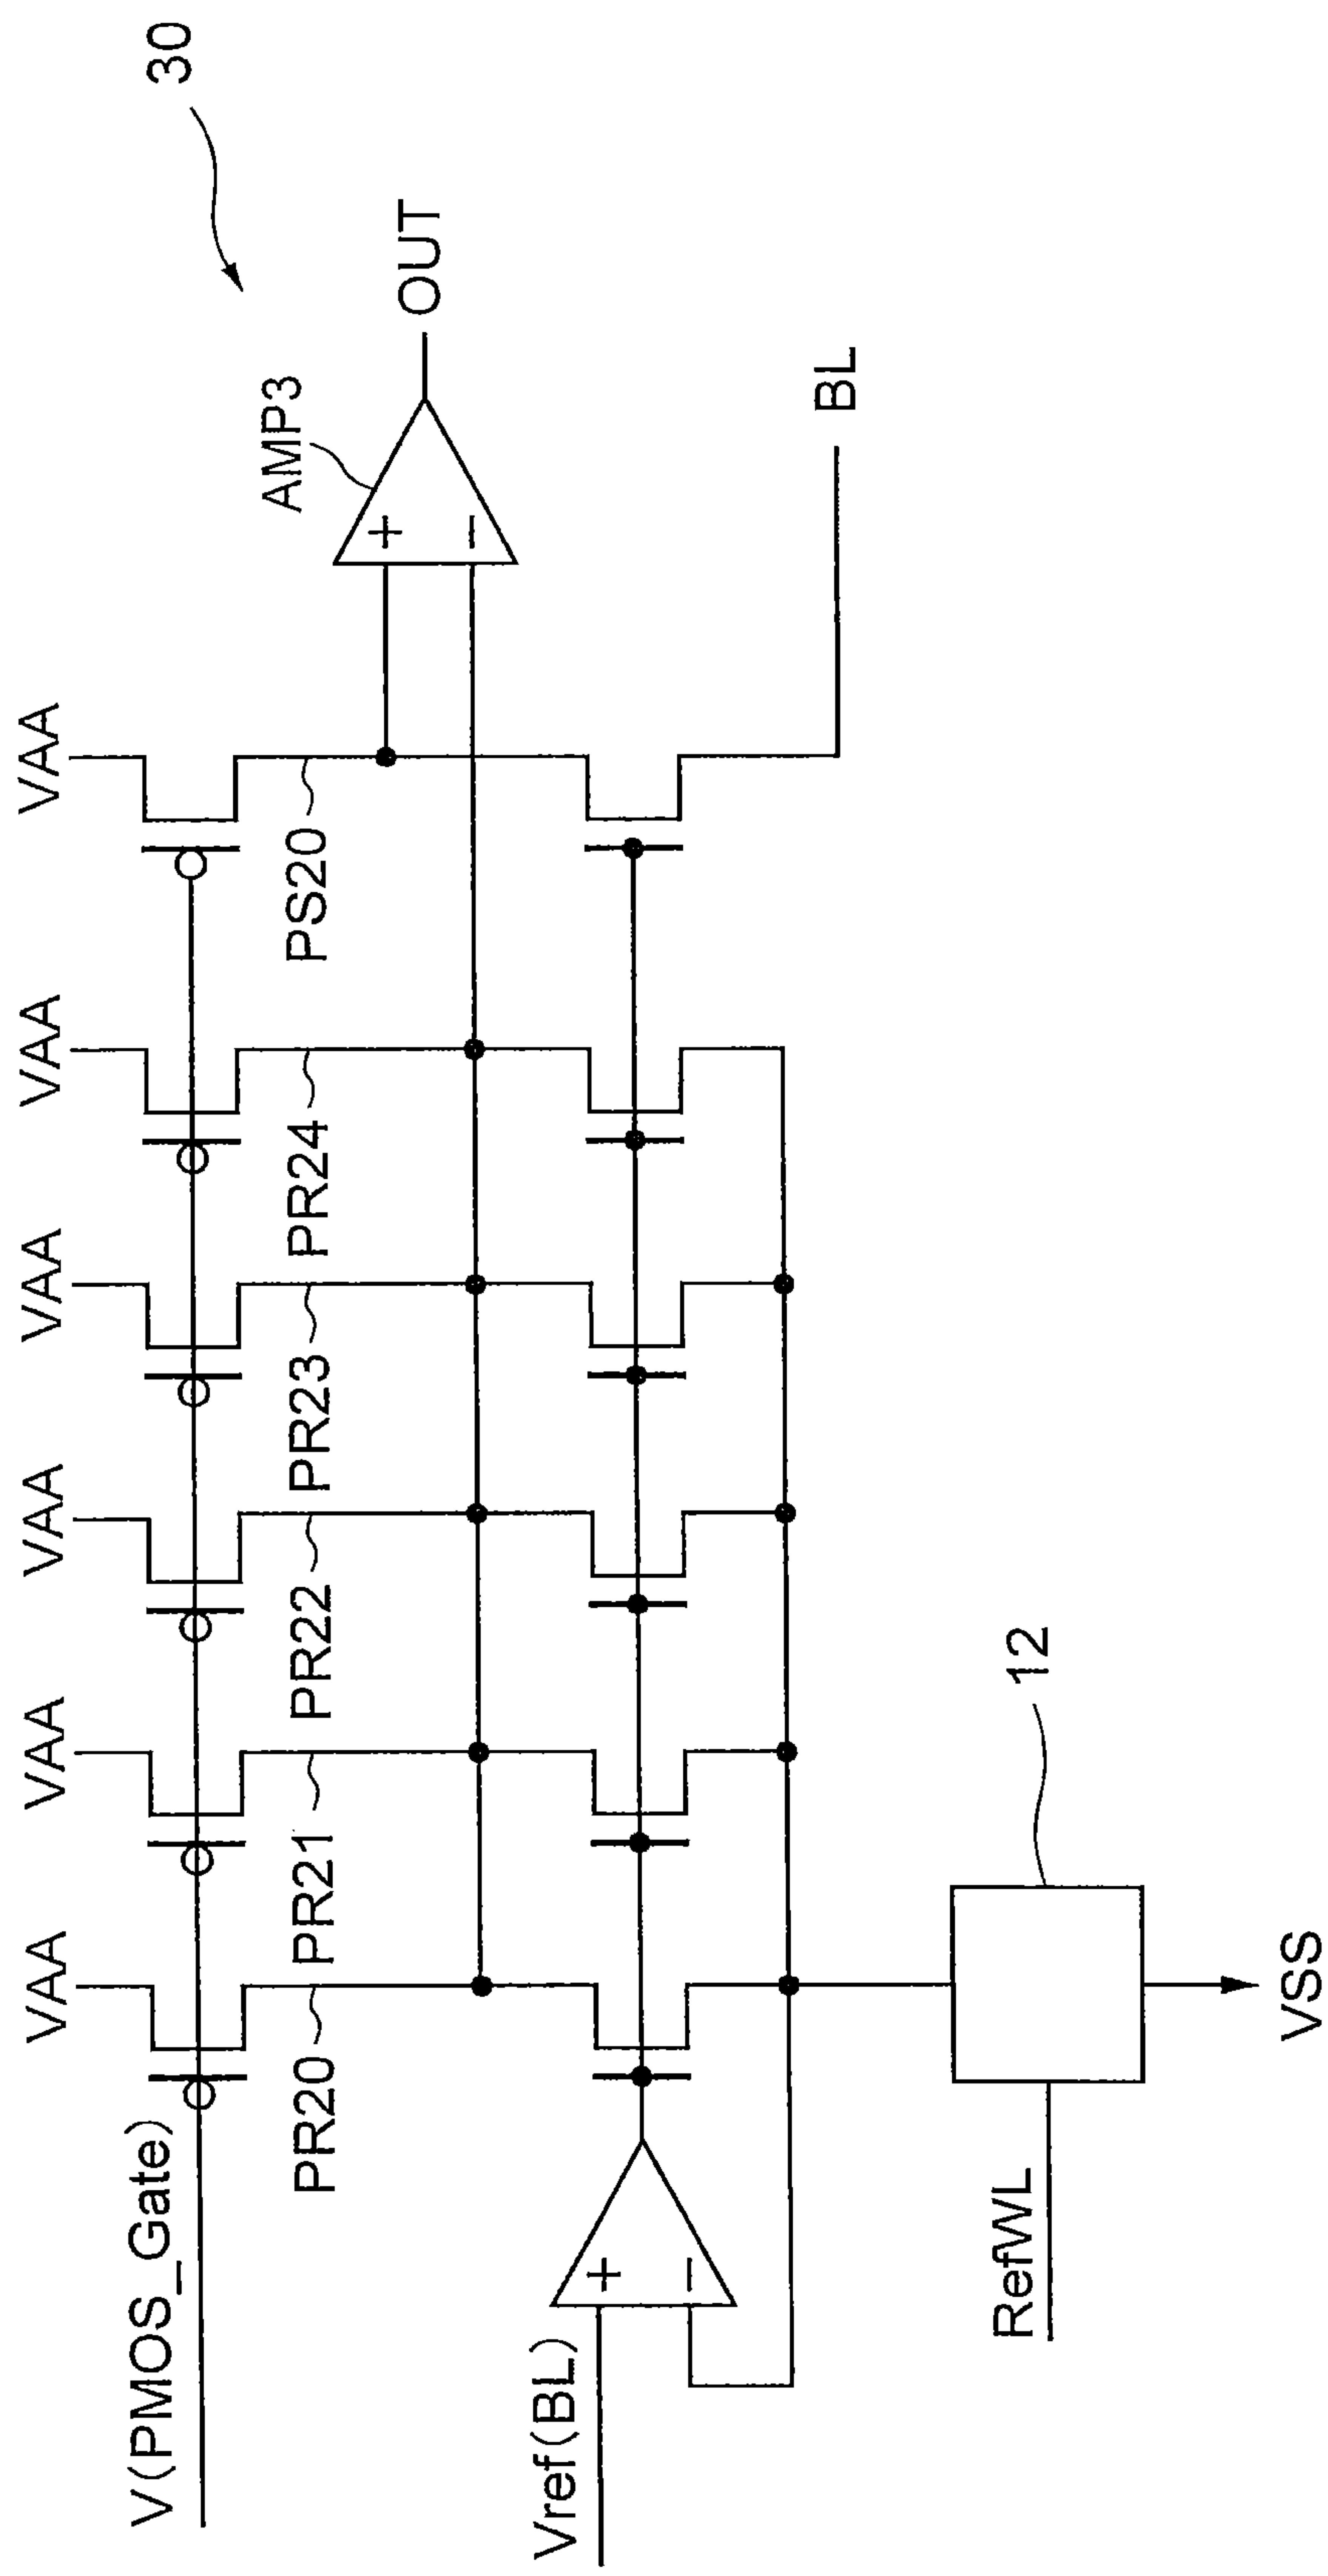 30
VAA
VAA
VAA
VAA
VAA
VAA
V(PMOS_Gate)
PR20
PR21
PR22
PR23
PR24
PS20
AMP3
+
−
OUT
Vref(BL)
+
−
BL
RefWL
12
VSS